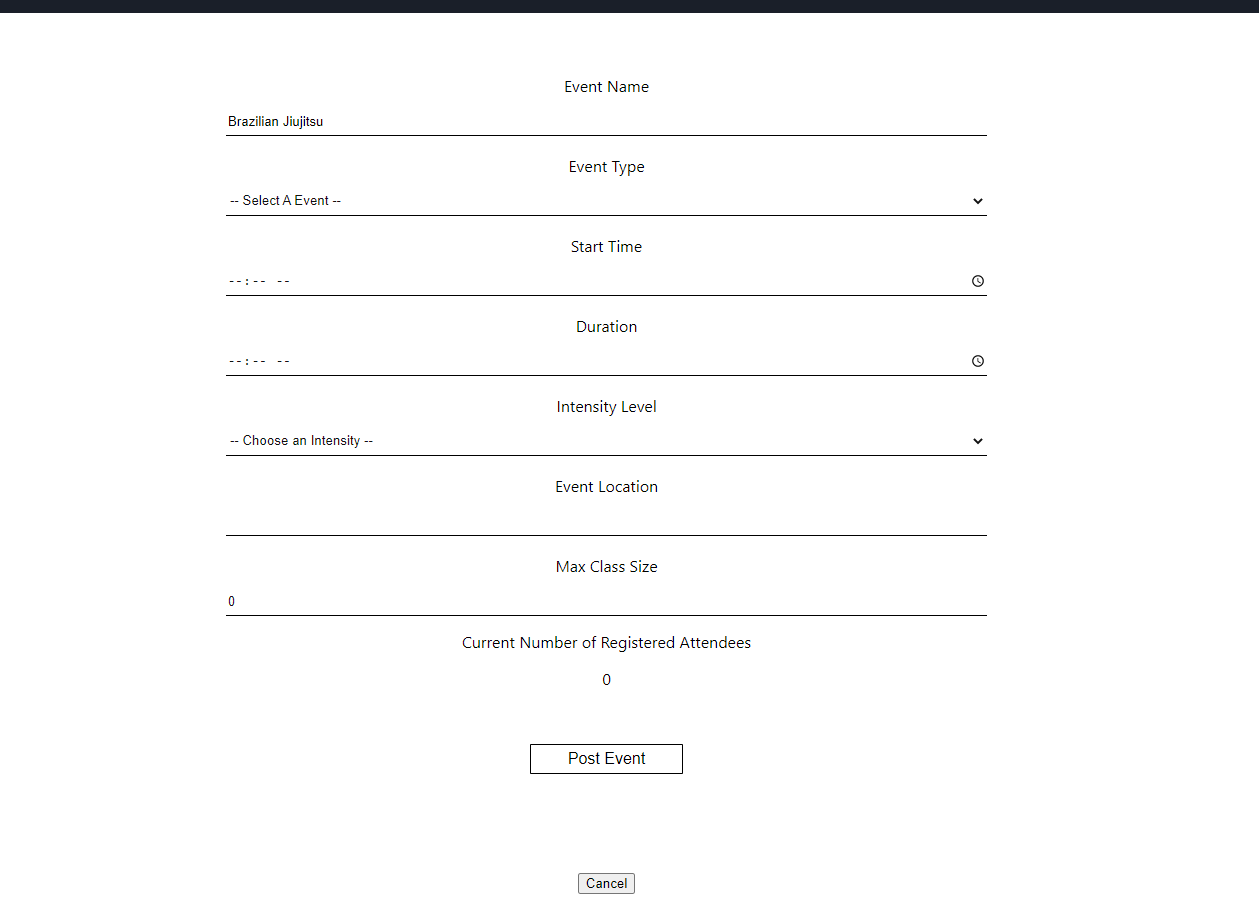 Event Name
Brazilian Jiujitsu
Event Type
-- Select A Event --
Start Time
--:-- --
Duration
--:-- --
Intensity Level
-- Choose an Intensity --
Event Location
Max Class Size
0
Current Number of Registered Attendees
0
Post Event
Cancel